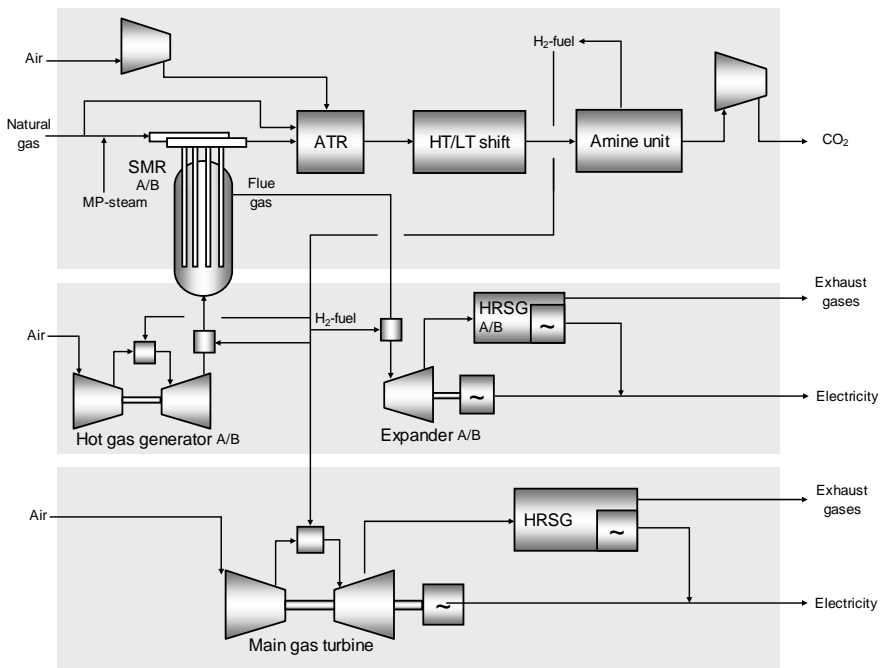 H₂-fuel
Air
Natural
gas
ATR
HT/LT shift
Amine unit
CO₂
SMR
A/B
Flue
gas
MP-steam
Exhaust
gases
HRSG
A/B
~
H₂-fuel
Air
~
Electricity
Hot gas generator A/B
Expander A/B
Exhaust
gases
Air
HRSG
~
~
Electricity
Main gas turbine